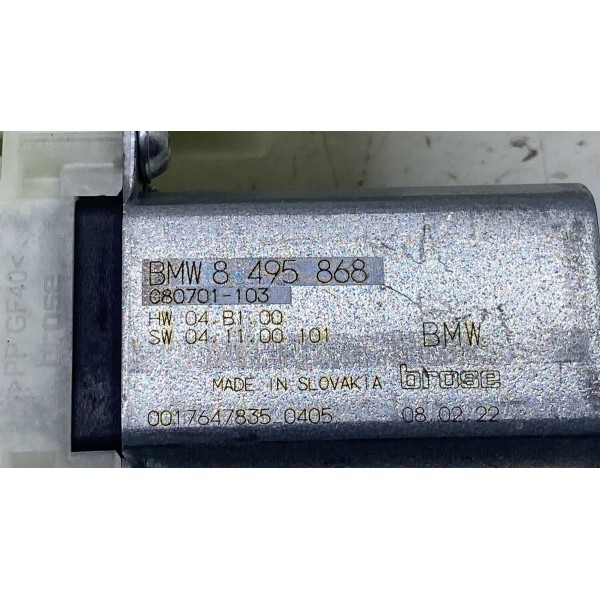 BMW 8 495 868
C80701-103
HW 04.B1.00
SW 04.11.00 101
BMW
MADE IN SLOVAKIA brose
0017647835 0405 08.02.22
>PP GF40<
brose